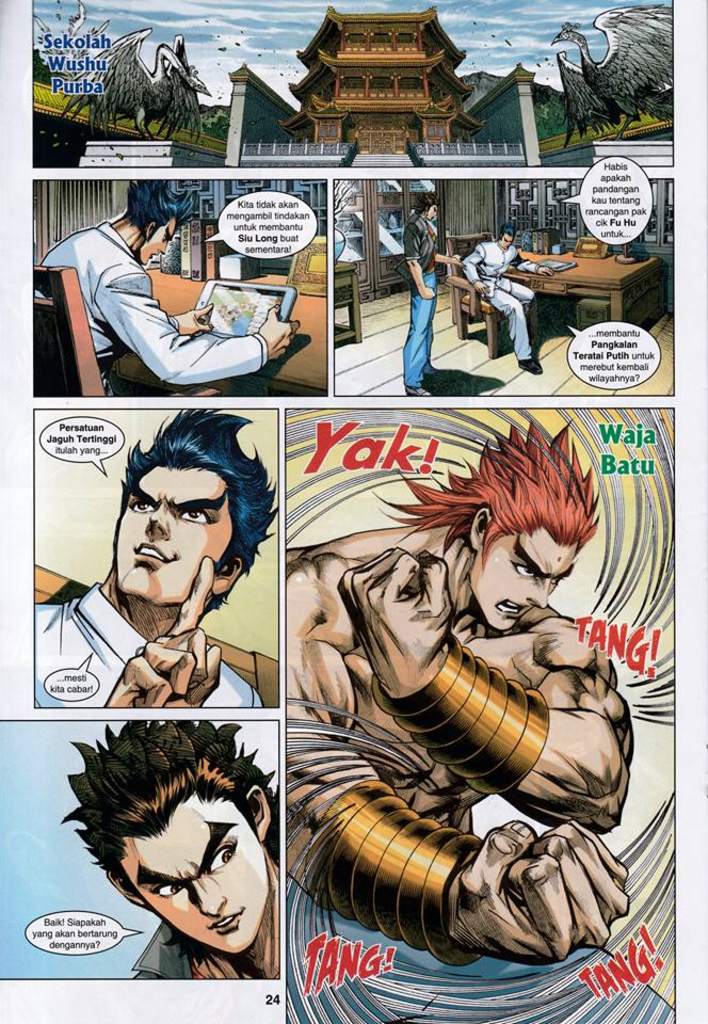 Sekolah
Wushu
Purba
Kita tidak akan
mengambil tindakan
untuk membantu
Siu Long buat
sementara!
Habis
apakah
pandangan
kau tentang
rancangan pak
cik Fu Hu
untuk...
...membantu
Pangkalan
Teratai Putih untuk
merebut kembali
wilayahnya?
Persatuan
Jaguh Tertinggi
itulah yang...
...mesti
kita cabar!
Baik! Siapakah
yang akan bertarung
dengannya?
Yak!
Waja
Batu
TANG!
TANG!
TANG!
24